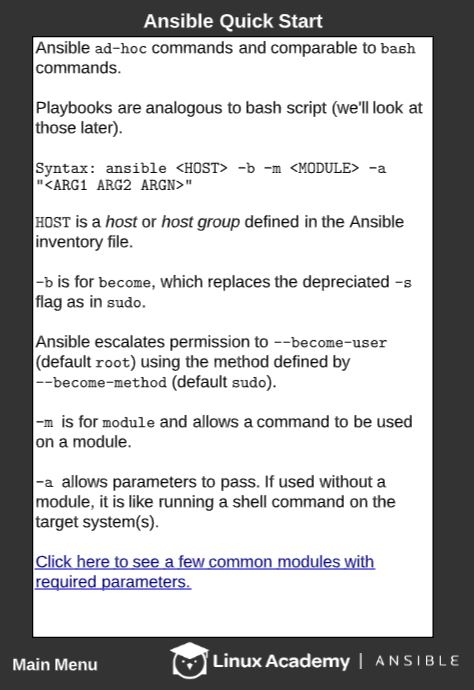 Ansible Quick Start
Ansible ad-hoc commands and comparable to bash
commands.
Playbooks are analogous to bash script (we'll look at
those later).
Syntax: ansible <HOST> -b -m <MODULE> -a
"<ARG1 ARG2 ARGN>"
HOST is a host or host group defined in the Ansible
inventory file.
-b is for become, which replaces the depreciated -s
flag as in sudo.
Ansible escalates permission to --become-user
(default root) using the method defined by
--become-method (default sudo).
-m is for module and allows a command to be used
on a module.
-a allows parameters to pass. If used without a
module, it is like running a shell command on the
target system(s).
Click here to see a few common modules with
required parameters.
Main Menu
Linux Academy | ANSIBLE